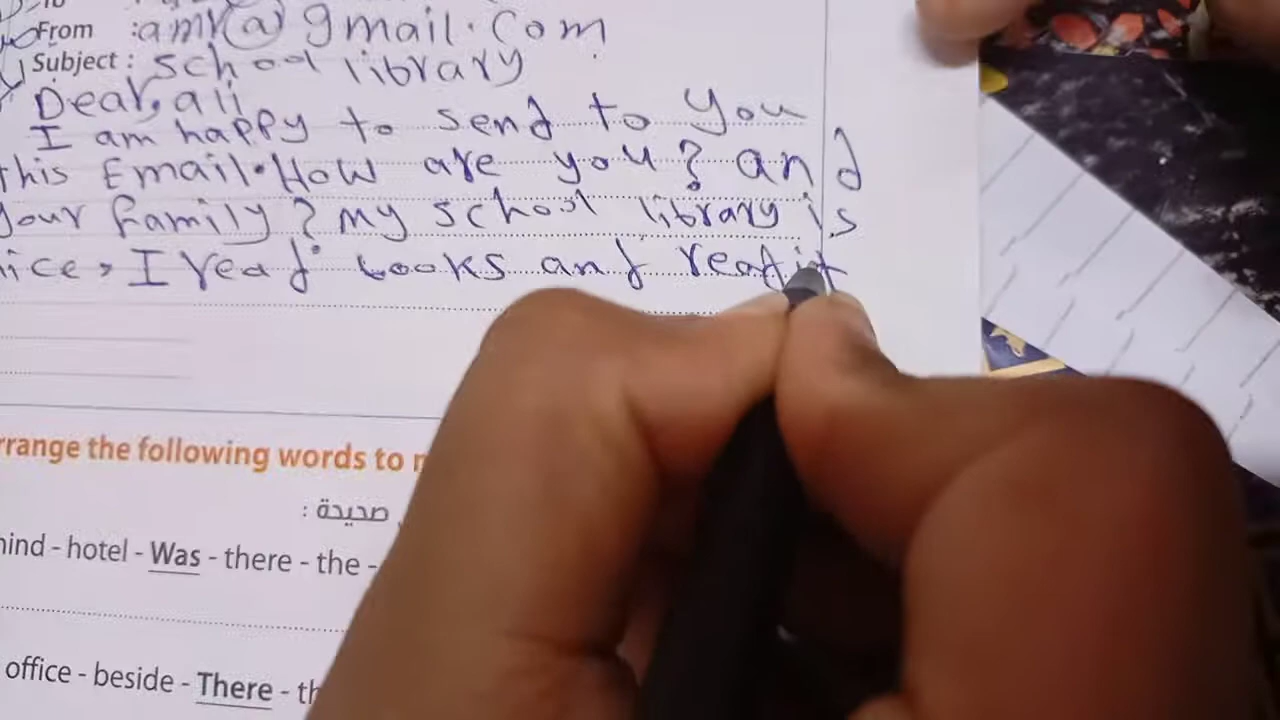 From :amr@gmail.Com
Subject : school library
Dear, ali
I am happy to send to you
this Email. How are you? and
your family? my school library is
nice, I read books and read it
rrange the following words to
صحيحة :
hind - hotel - Was - there - the -
office - beside - There - th